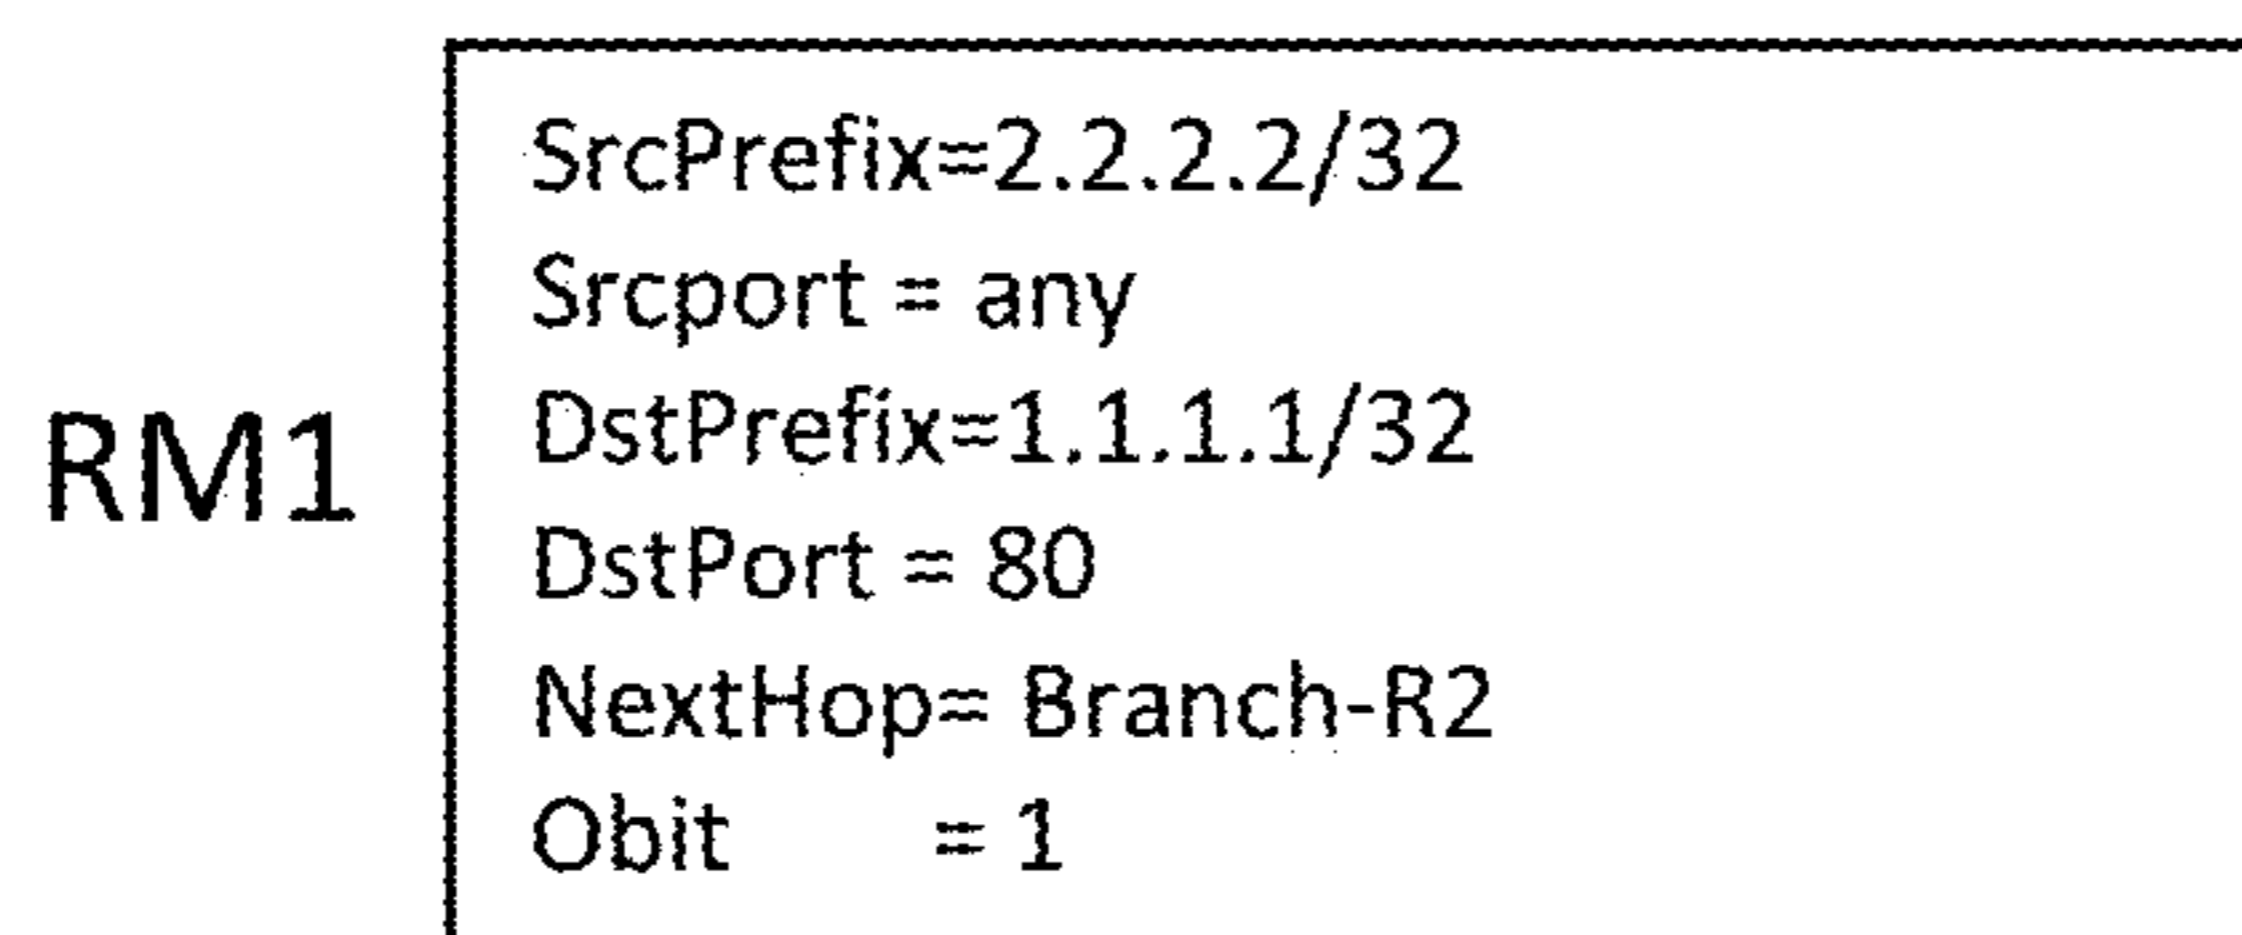 RM1
SrcPrefix=2.2.2.2/32
Srcport = any
DstPrefix=1.1.1.1/32
DstPort = 80
NextHop= Branch-R2
Obit = 1